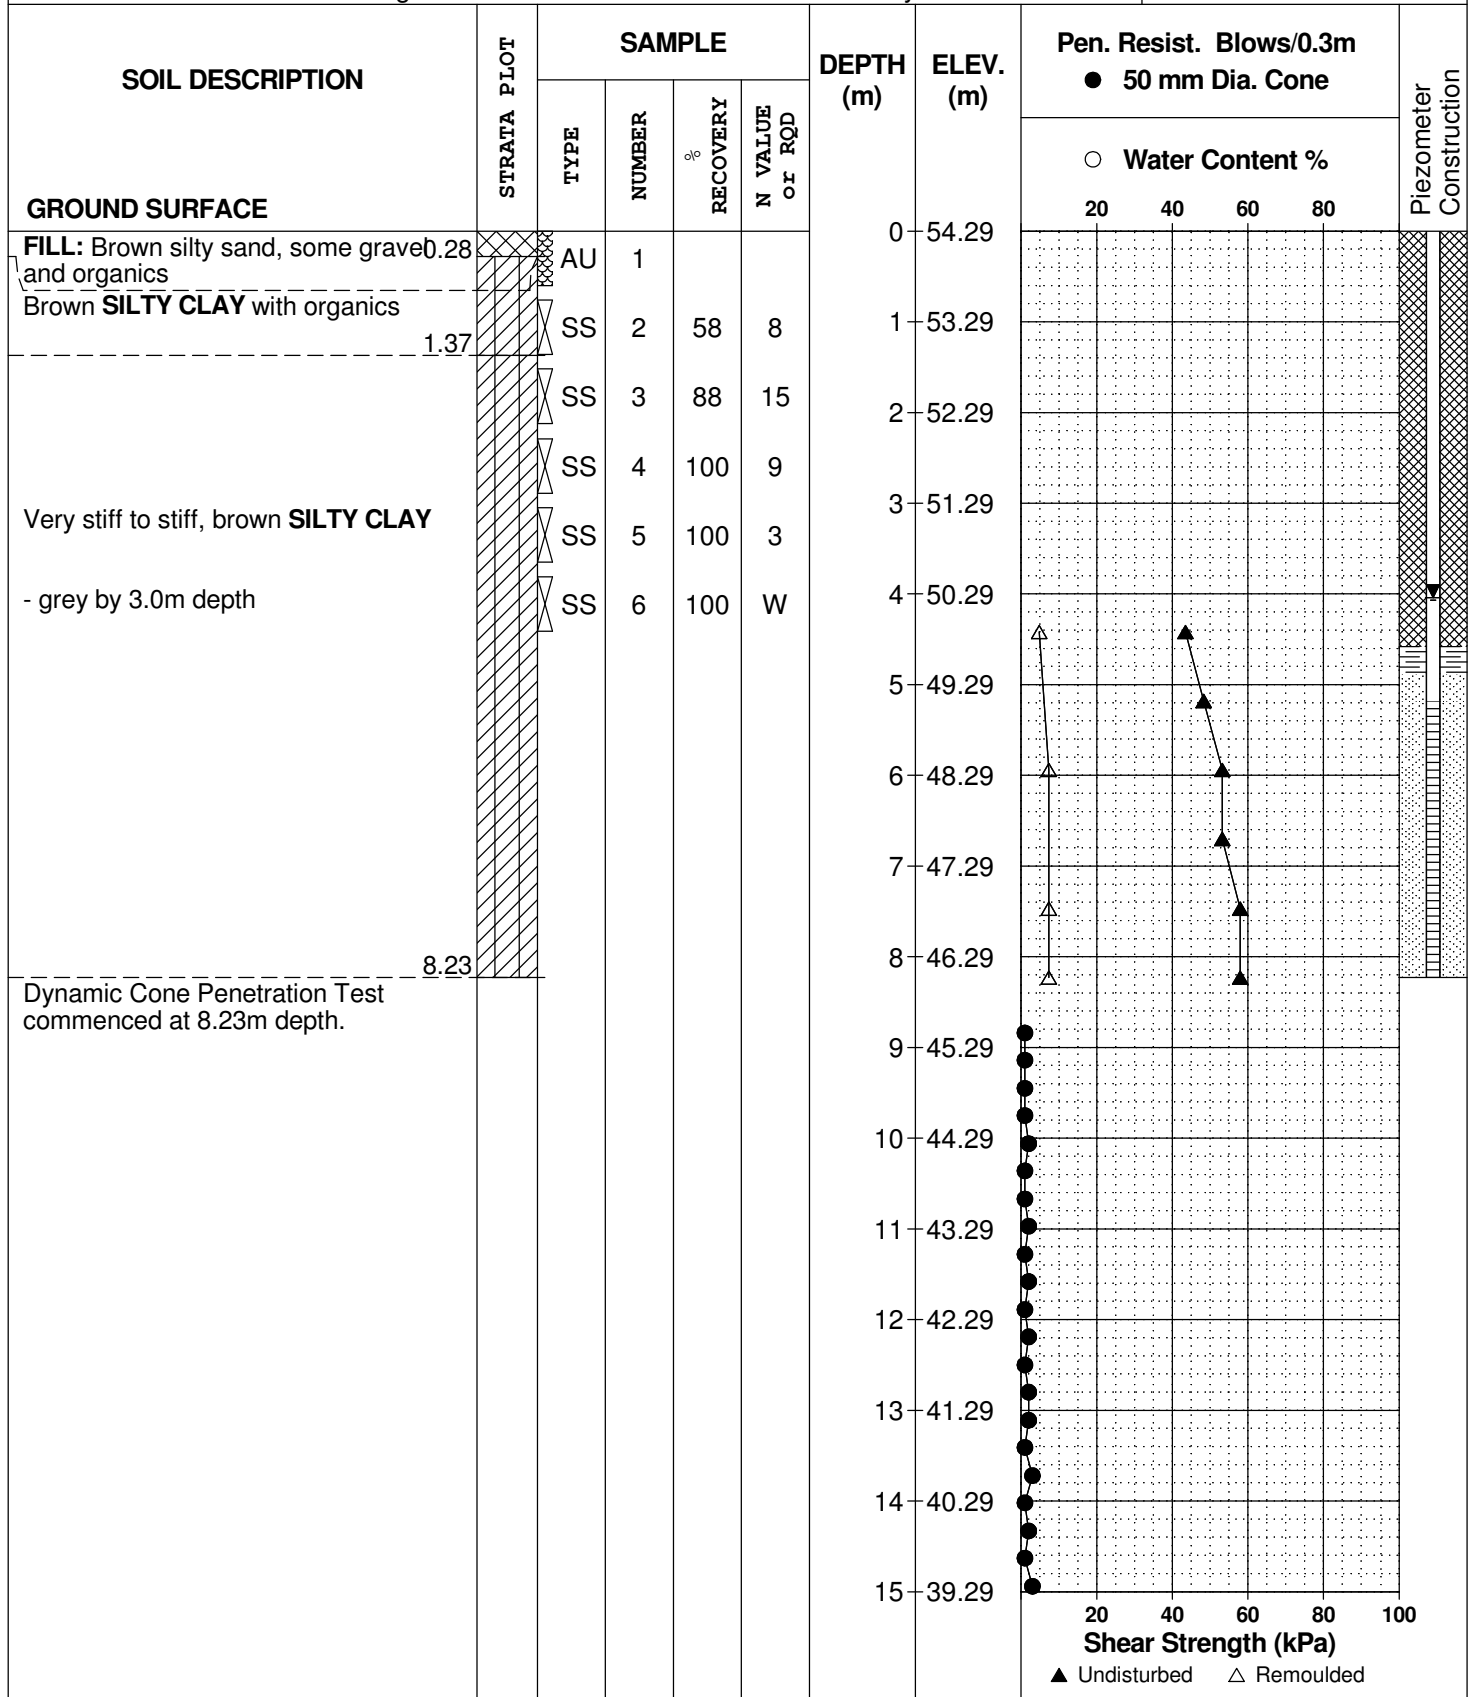 SOIL DESCRIPTION
STRATA PLOT
SAMPLE
TYPE
NUMBER
% RECOVERY
N VALUE or RQD
DEPTH (m)
ELEV. (m)
Pen. Resist. Blows/0.3m
● 50 mm Dia. Cone
○ Water Content %
Piezometer Construction
GROUND SURFACE
20 40 60 80
0 54.29
FILL: Brown silty sand, some gravel 0.28
and organics
AU 1
Brown SILTY CLAY with organics
1.37
SS 2 58 8
1 53.29
SS 3 88 15
2 52.29
SS 4 100 9
3 51.29
Very stiff to stiff, brown SILTY CLAY
SS 5 100 3
- grey by 3.0m depth
SS 6 100 W
4 50.29
5 49.29
6 48.29
7 47.29
8 46.29
8.23
Dynamic Cone Penetration Test
commenced at 8.23m depth.
9 45.29
10 44.29
11 43.29
12 42.29
13 41.29
14 40.29
15 39.29
20 40 60 80 100
Shear Strength (kPa)
▲ Undisturbed △ Remoulded